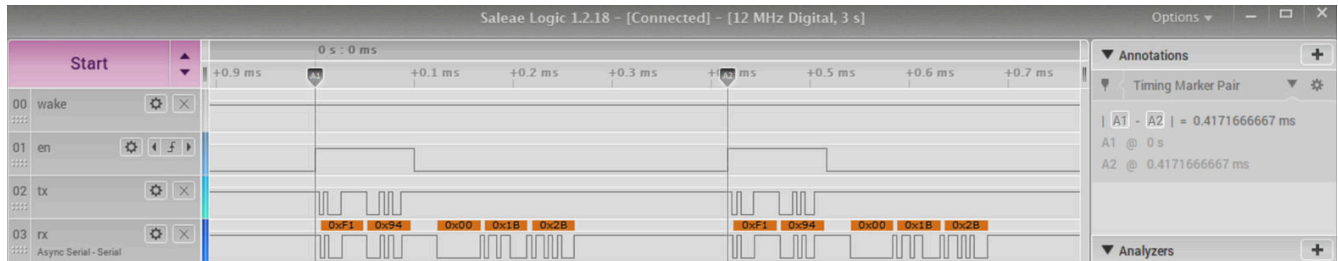 Saleae Logic 1.2.18 - [Connected] - [12 MHz Digital, 3 s]
Options
Start
0 s : 0 ms
+0.9 ms
A1
+0.1 ms
+0.2 ms
+0.3 ms
A2
ms
+0.5 ms
+0.6 ms
+0.7 ms
00 wake
01 en
02 tx
03 rx
Async Serial - Serial
0xF1 0x94 0x00 0x1B 0x2B 0xF1 0x94 0x00 0x1B 0x2B
Annotations
Timing Marker Pair
| A1 - A2 | = 0.4171666667 ms
A1 @ 0 s
A2 @ 0.4171666667 ms
Analyzers